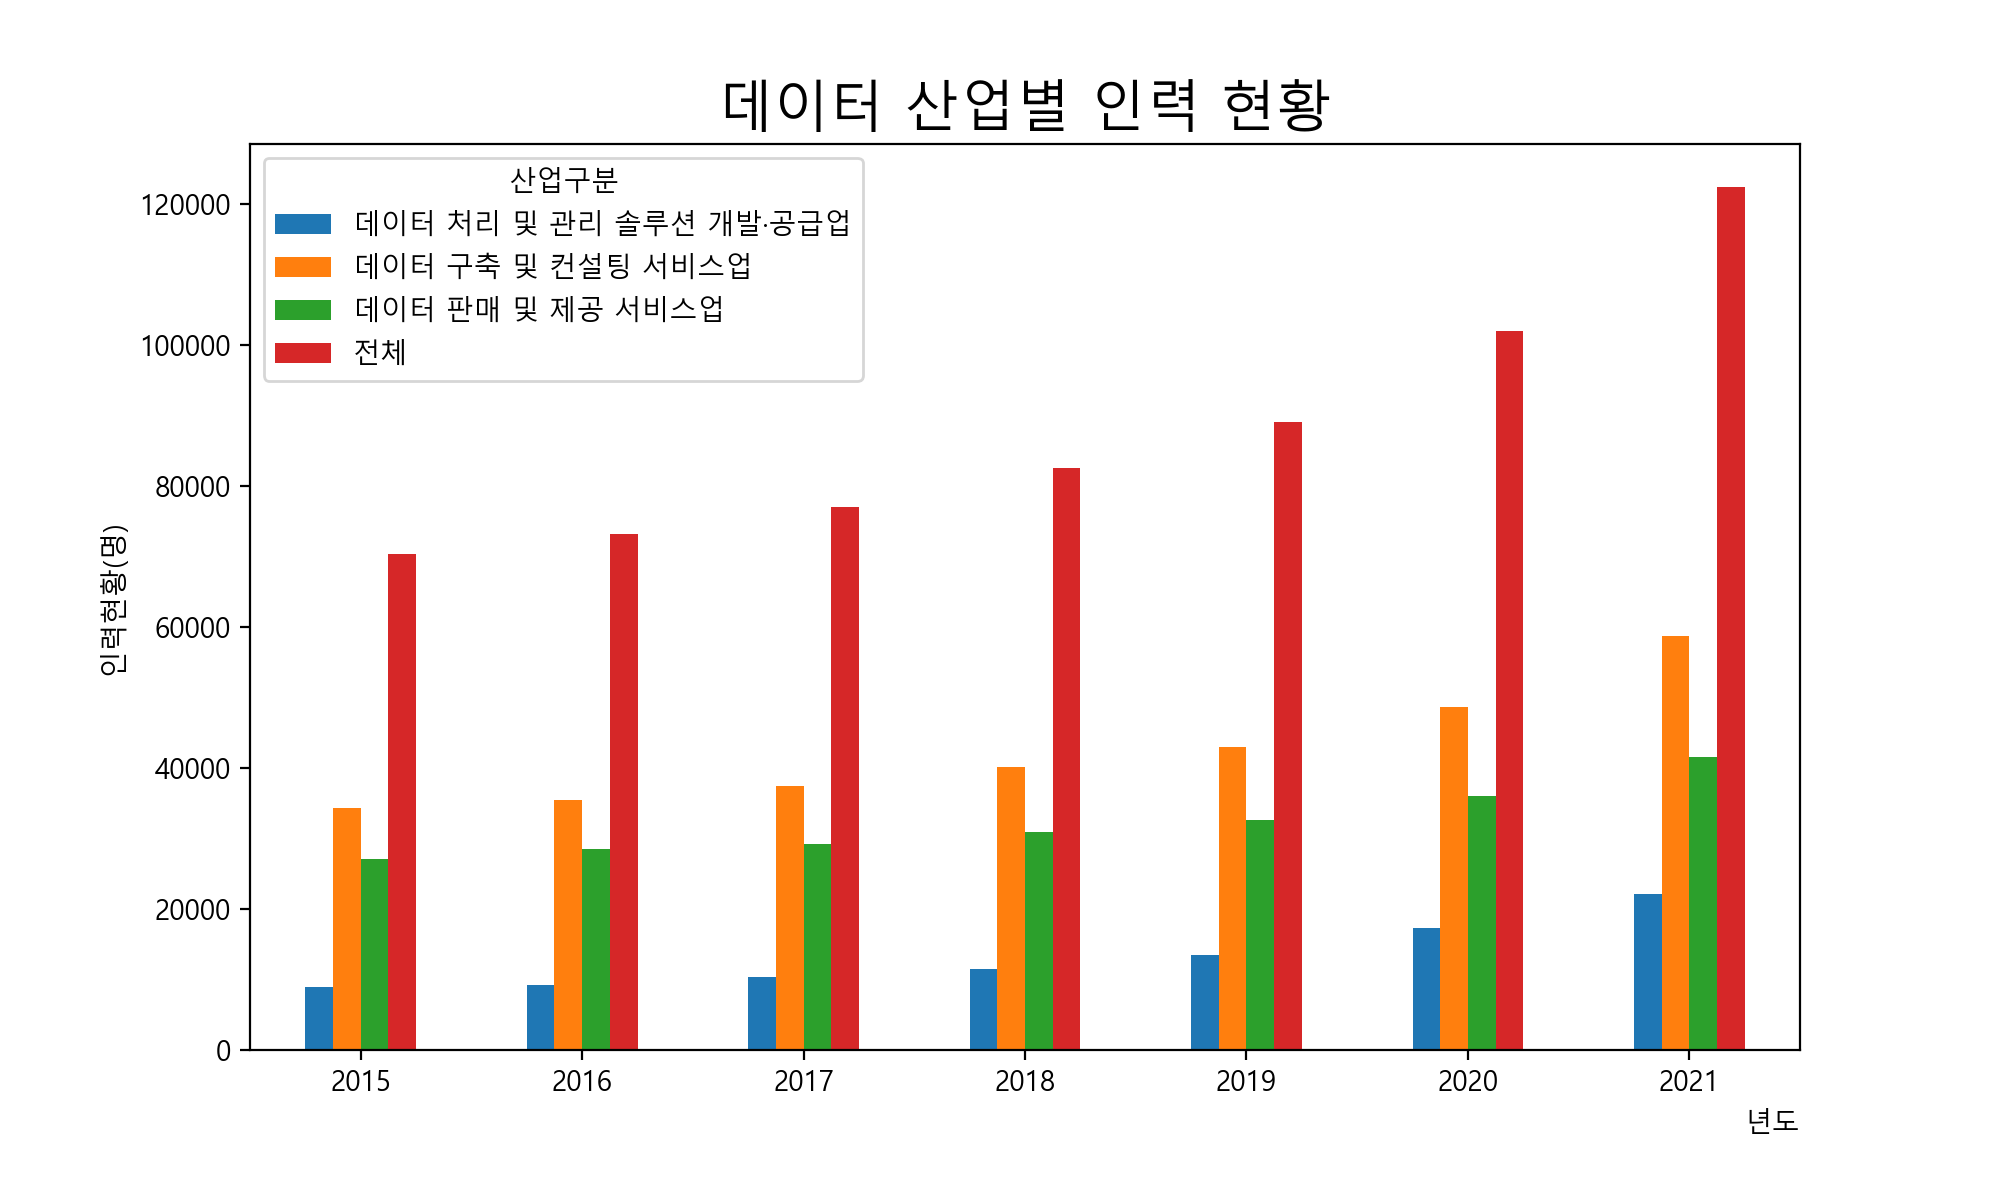 데이터 산업별 인력 현황
산업구분
데이터 처리 및 관리 솔루션 개발·공급업
데이터 구축 및 컨설팅 서비스업
데이터 판매 및 제공 서비스업
전체
인력현황(명)
120000
100000
80000
60000
40000
20000
0
2015 2016 2017 2018 2019 2020 2021
년도